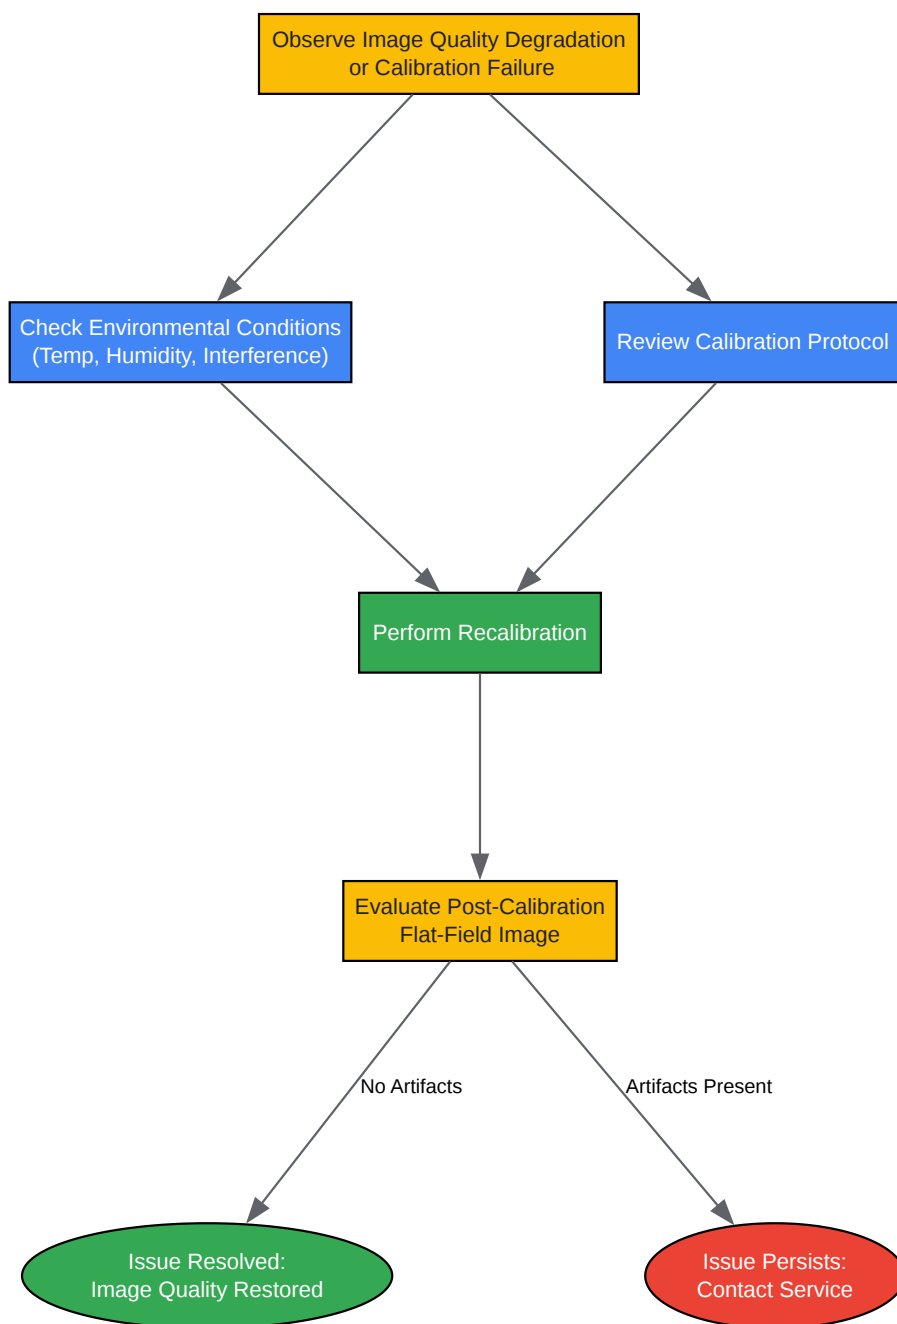 Observe Image Quality Degradation
or Calibration Failure
Check Environmental Conditions
(Temp, Humidity, Interference)
Review Calibration Protocol
Perform Recalibration
Evaluate Post-Calibration
Flat-Field Image
No Artifacts
Artifacts Present
Issue Resolved:
Image Quality Restored
Issue Persists:
Contact Service